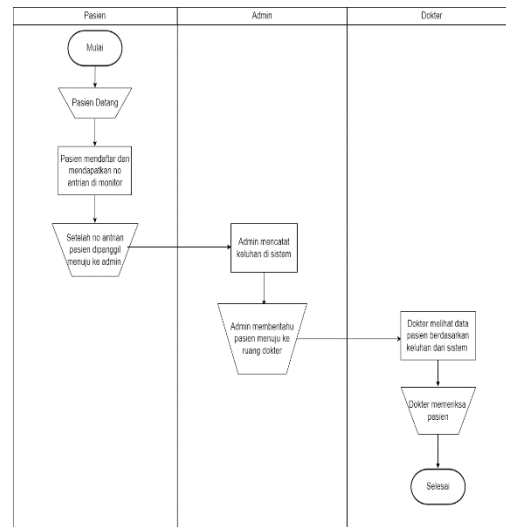 Pasien
Admin
Dokter
Mulai
Pasien Datang
Pasien mendaftar dan
mendapatkan no
antrian di monitor
Setelah no antrian
pasien dipanggil
menuju ke admin
Admin mencatat
keluhan di sistem
Admin memberitahu
pasien menuju ke
ruang dokter
Dokter melihat data
pasien berdasarkan
keluhan dari sistem
Dokter memeriksa
pasien
Selesai